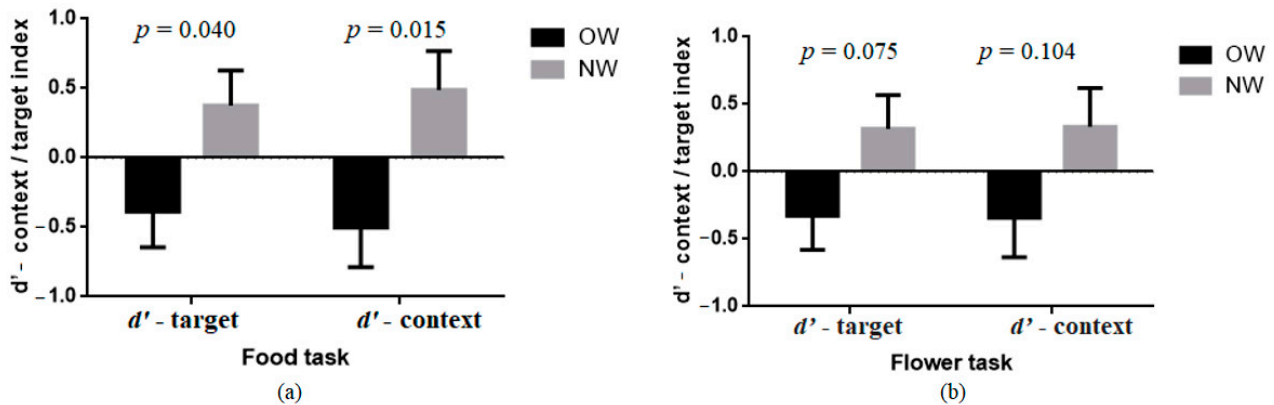 d' - context / target index
1.0
0.5
0.0
−0.5
−1.0
p = 0.040
p = 0.015
OW
NW
d' - target
d' - context
Food task
(a)
d' - context / target index
1.0
0.5
0.0
−0.5
−1.0
p = 0.075
p = 0.104
OW
NW
d’ - target
d’ - context
Flower task
(b)